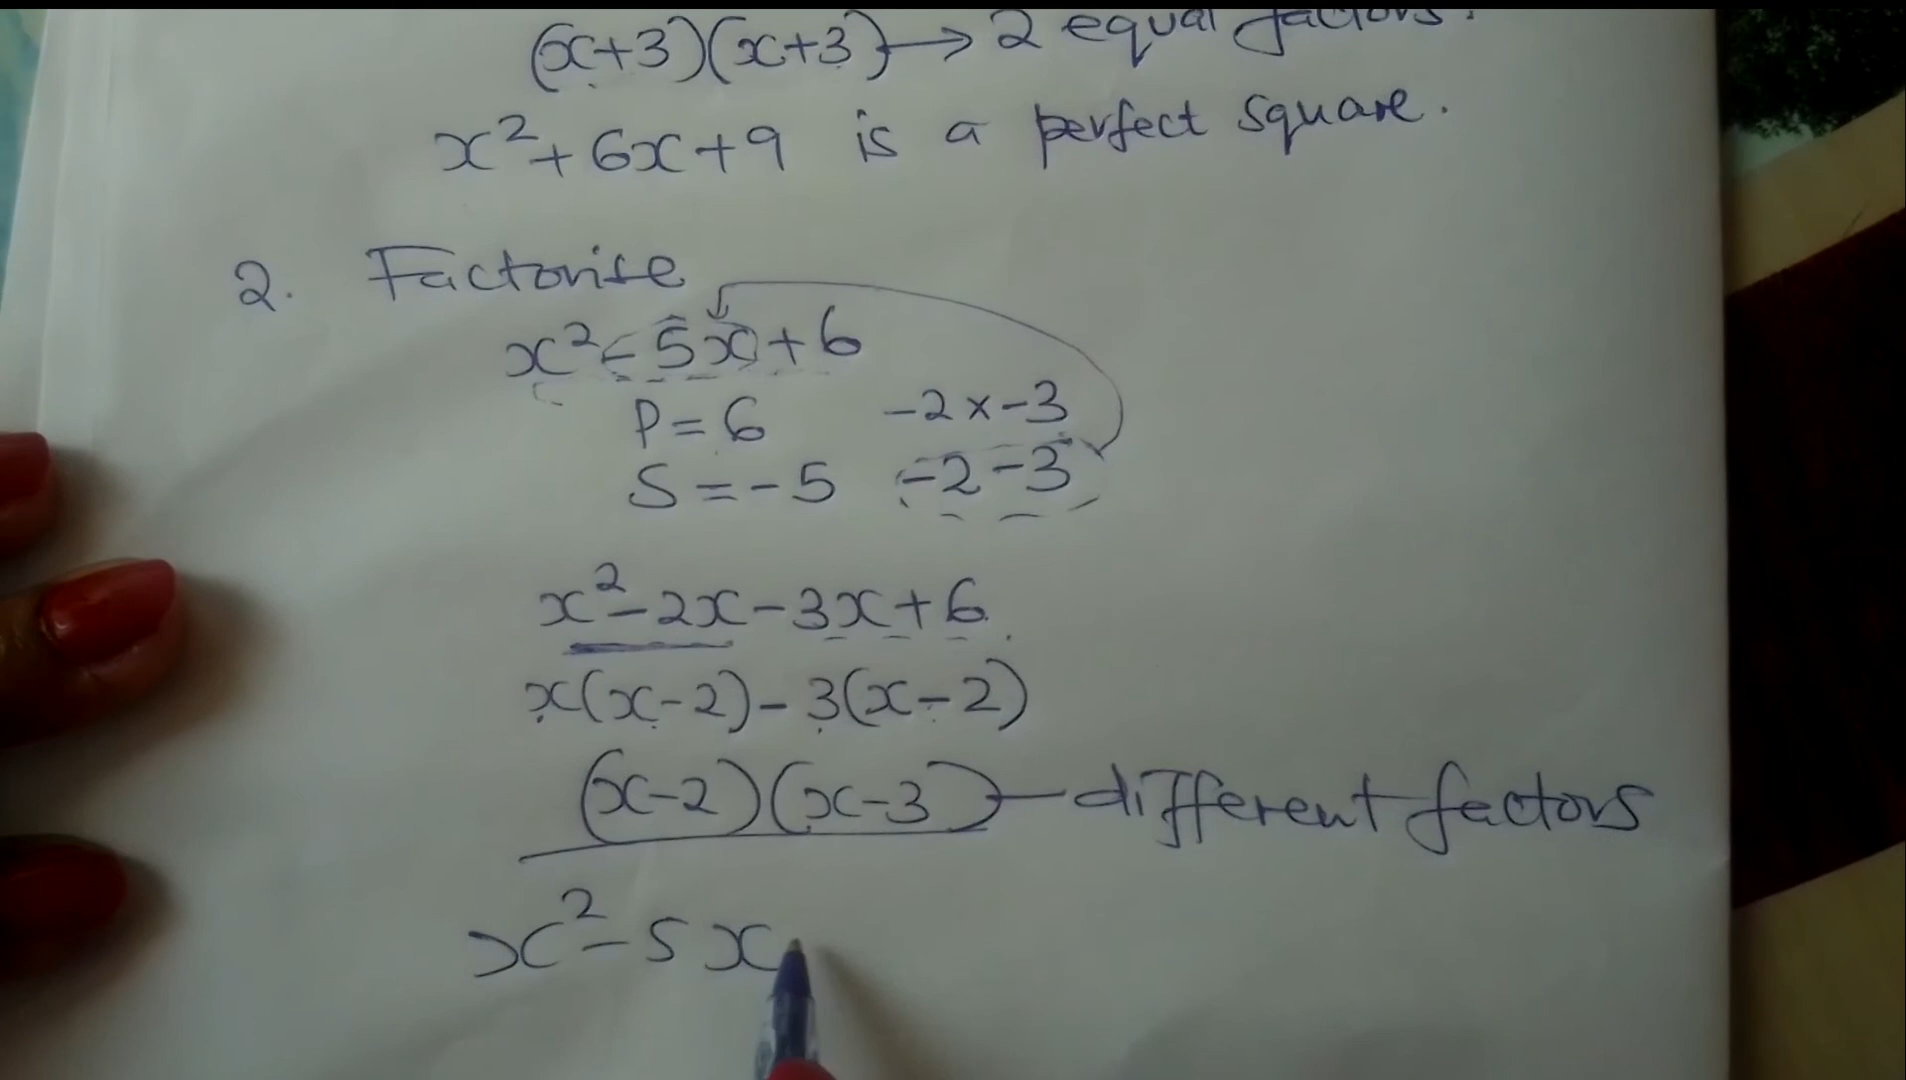 (x+3)(x+3) → 2 equal factors.
x²+6x+9 is a perfect square.
2. Factorise
x²-5x+6
P=6 -2x-3
S=-5 -2-3
x²-2x-3x+6
x(x-2)-3(x-2)
(x-2)(x-3) - different factors
x²-5x